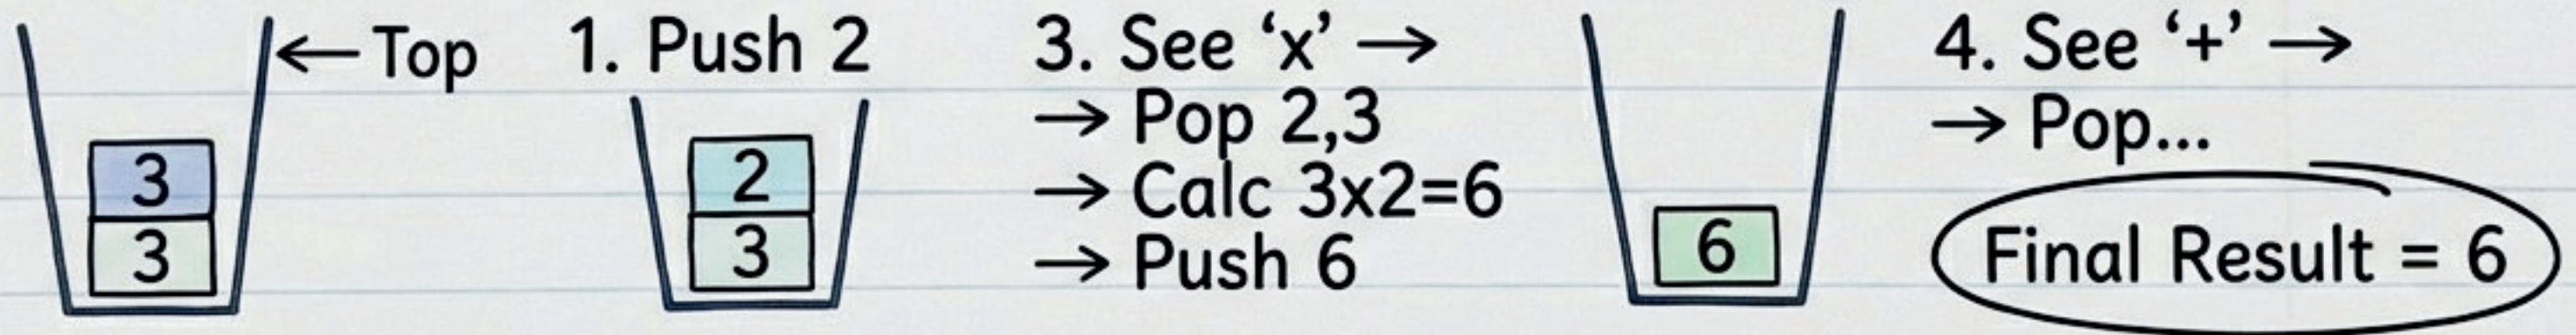 ← Top
3
3
1. Push 2
2
3
3. See ‘x’ →
→ Pop 2,3
→ Calc 3x2=6
→ Push 6
6
4. See ‘+’ →
→ Pop...
Final Result = 6